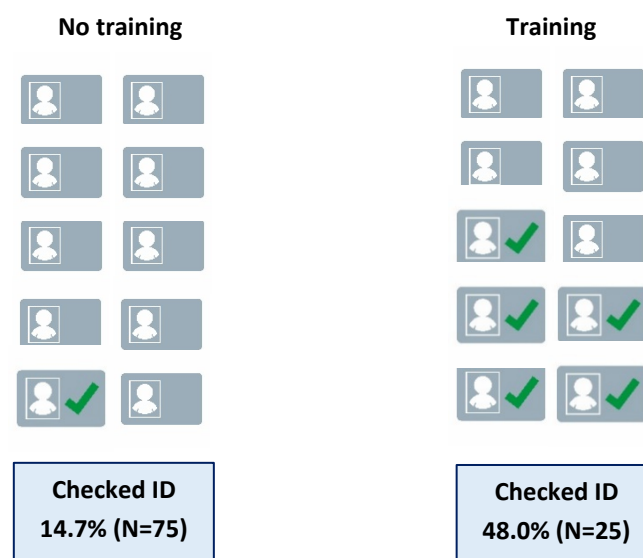 No training
Training
Checked ID
14.7% (N=75)
Checked ID
48.0% (N=25)